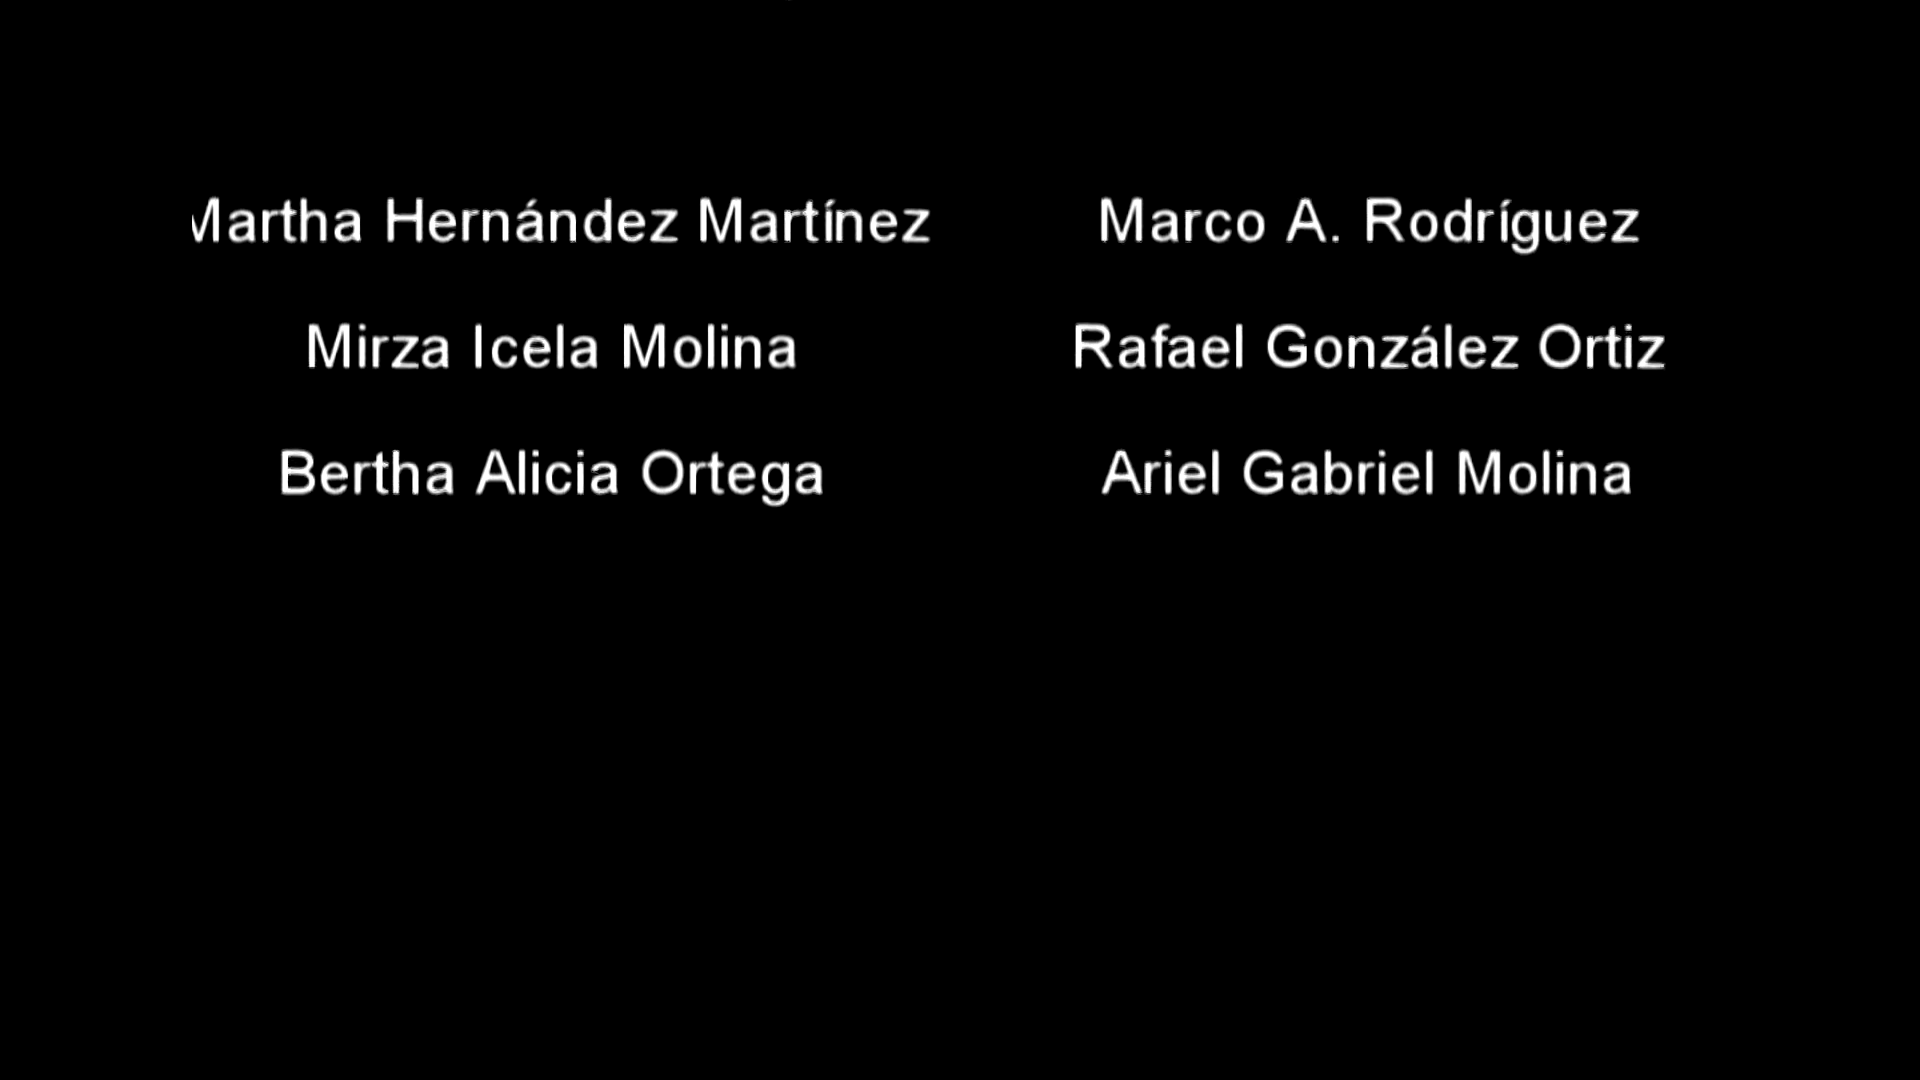 Martha Hernández Martínez Marco A. Rodríguez
Mirza Icela Molina Rafael González Ortiz
Bertha Alicia Ortega Ariel Gabriel Molina